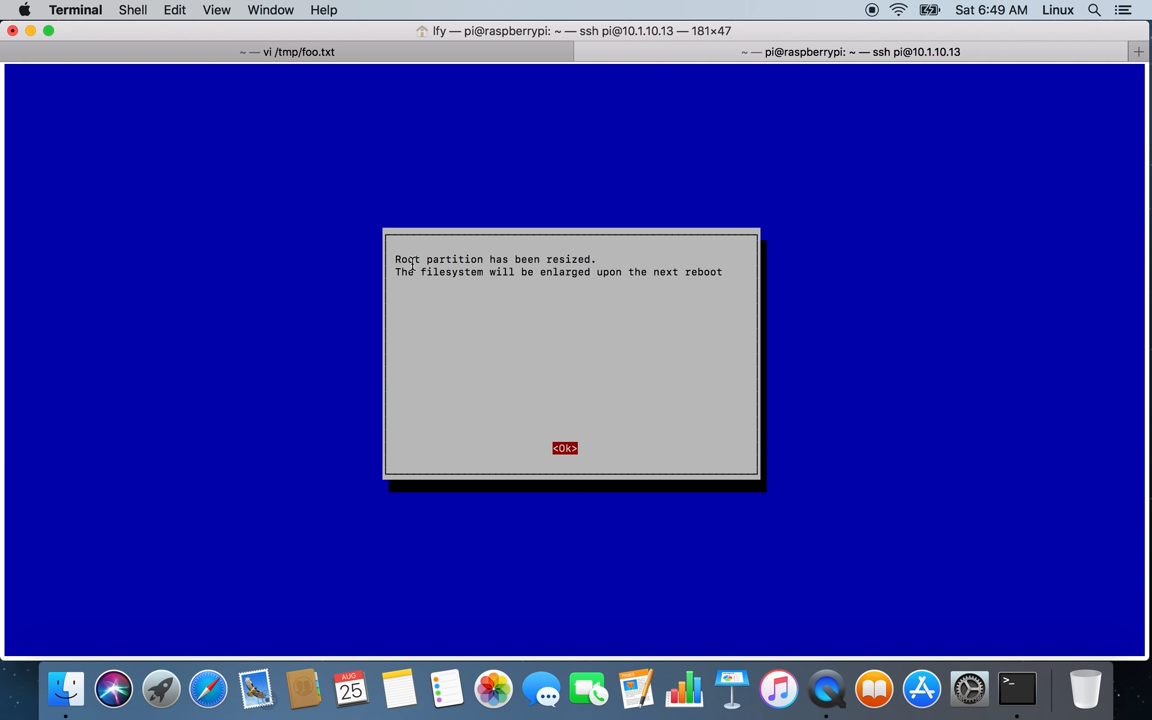 Terminal Shell Edit View Window Help Sat 6:49 AM Linux
lfy — pi@raspberrypi: ~ — ssh pi@10.1.10.13 — 181×47
~ — vi /tmp/foo.txt ~ — pi@raspberrypi: ~ — ssh pi@10.1.10.13 +
Root partition has been resized.
The filesystem will be enlarged upon the next reboot
<Ok>
AUG
25
>_